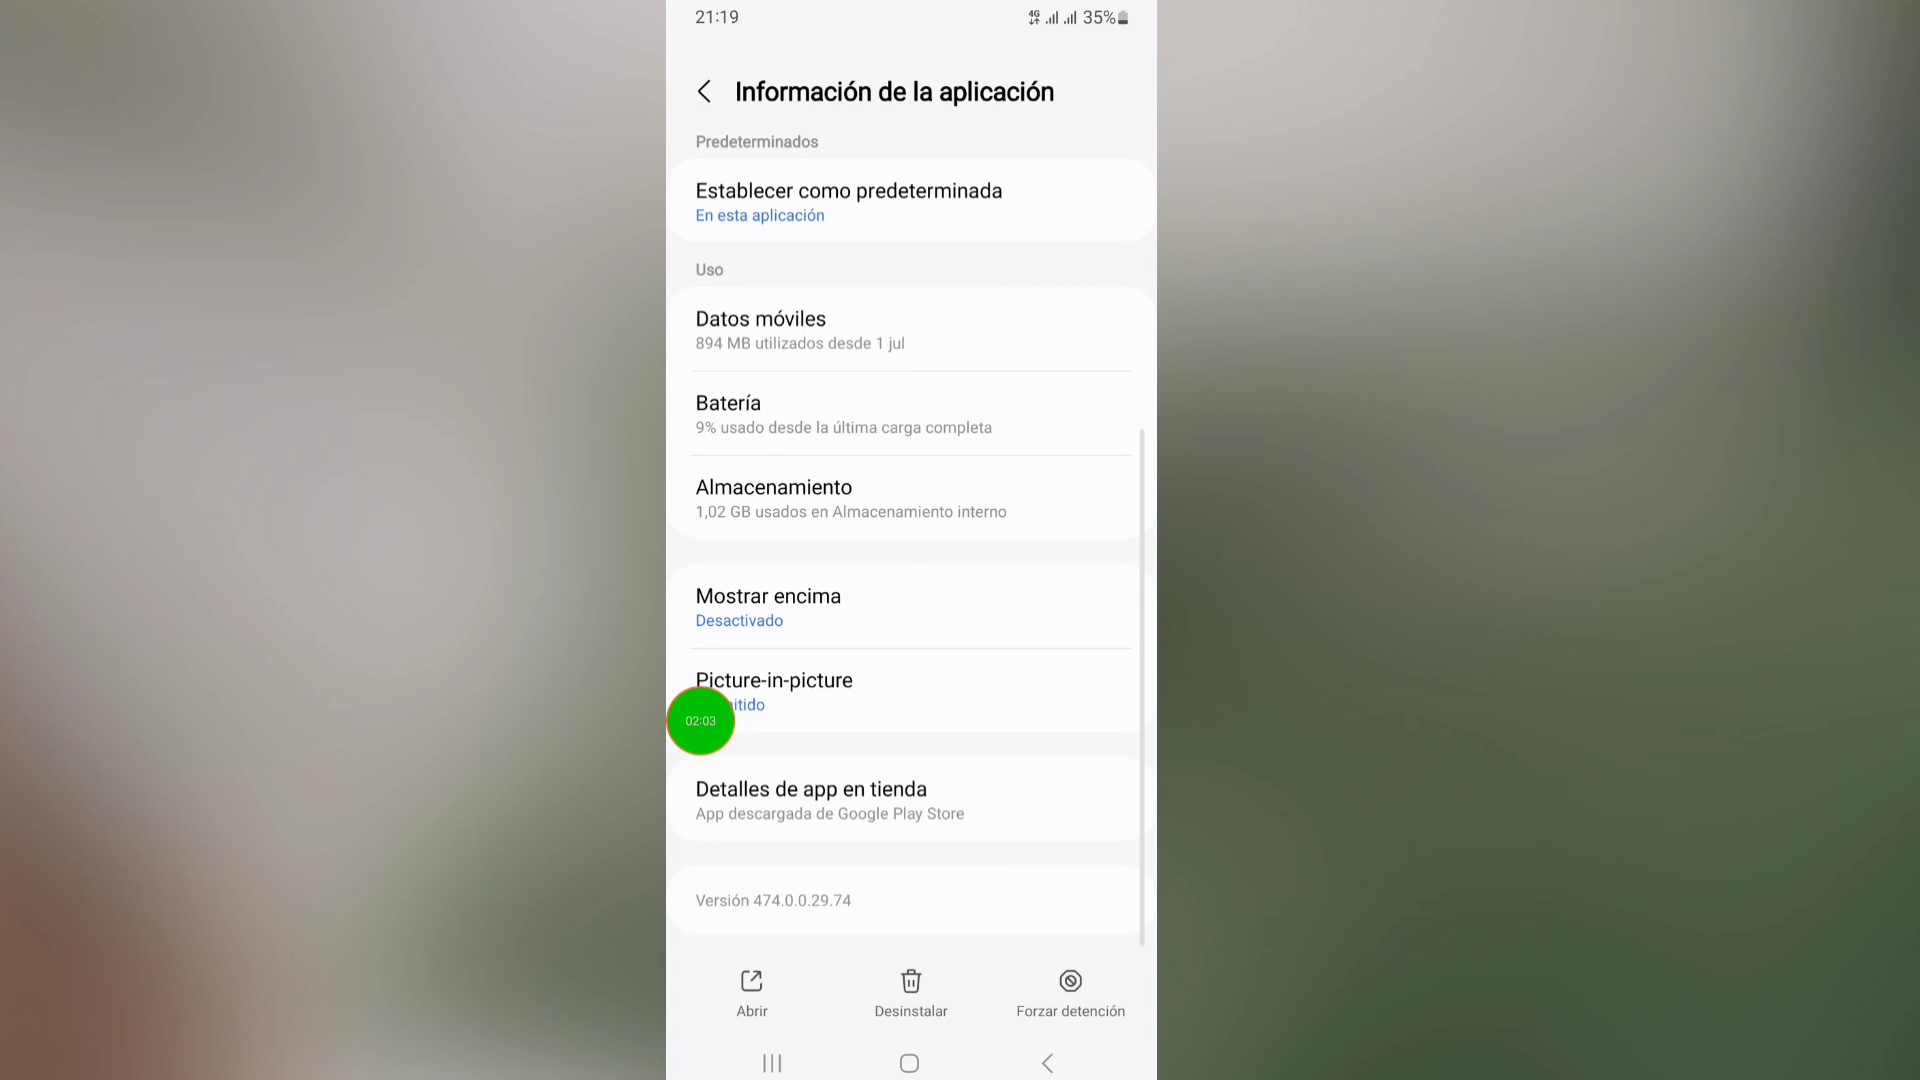 21:19
4G 35%
Información de la aplicación
Predeterminados
Establecer como predeterminada
En esta aplicación
Uso
Datos móviles
894 MB utilizados desde 1 jul
Batería
9% usado desde la última carga completa
Almacenamiento
1,02 GB usados en Almacenamiento interno
Mostrar encima
Desactivado
Picture-in-picture
itido
02:03
Detalles de app en tienda
App descargada de Google Play Store
Versión 474.0.0.29.74
Abrir
Desinstalar
Forzar detención